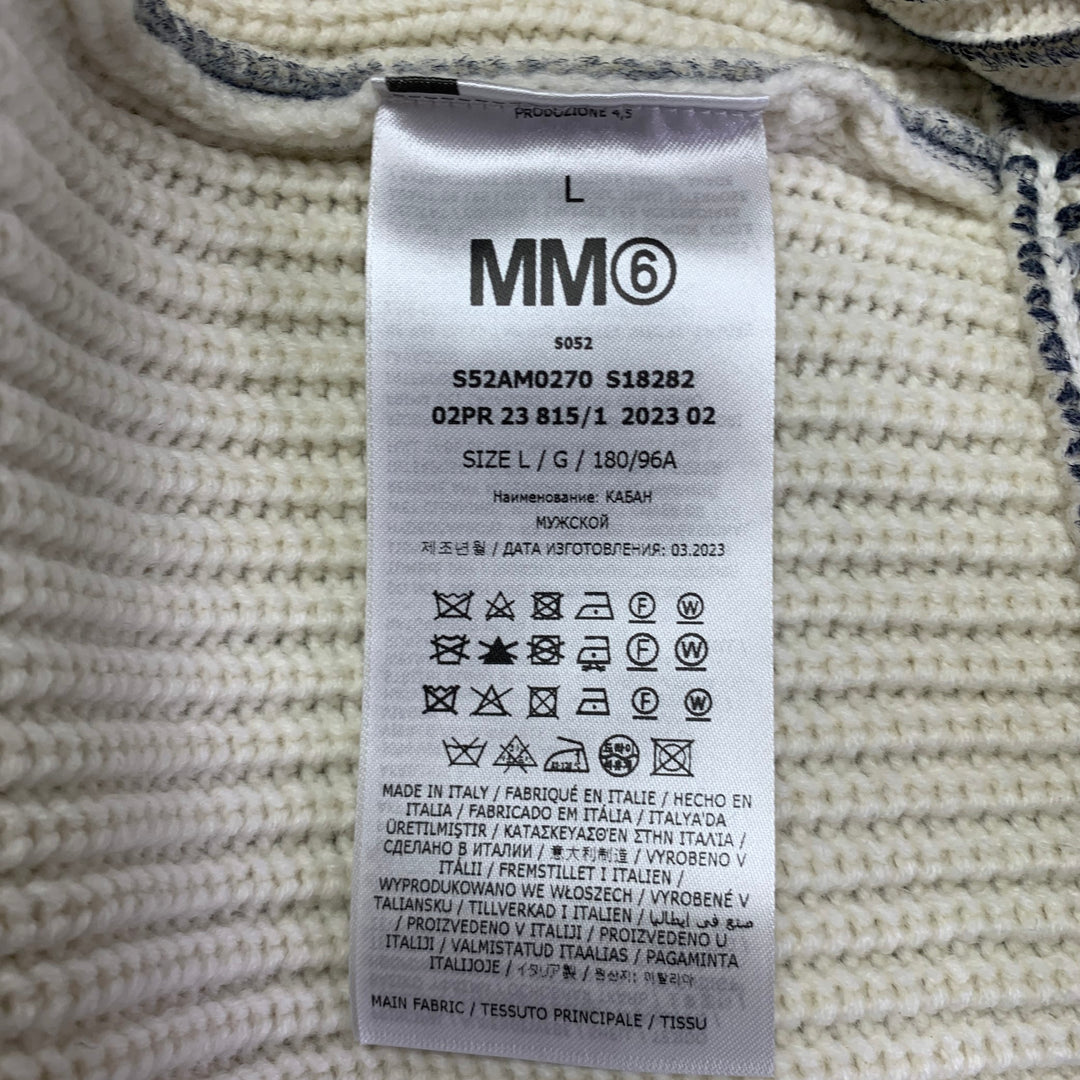 PRODUZIONE 4,5
L
MM⑥
S052
S52AM0270 S18282
02PR 23 815/1 2023 02
SIZE L / G / 180/96A
Наименование: КАБАН
МУЖСКОЙ
제조년월 / ДАТА ИЗГОТОВЛЕНИЯ: 03.2023
F W
F W
F W
MADE IN ITALY / FABRIQUÉ EN ITALIE / HECHO EN
ITALIA / FABRICADO EM ITÁLIA / ITALYA'DA
ÜRETILMIŞTIR / ΚΑΤΑΣΚΕΥΑΣΘΈΝ ΣΤΗΝ ΙΤΑΛΊΑ /
СДЕЛАНО В ИТАЛИИ / 意大利制造 / VYROBENO V
ITÁLII / FREMSTILLET I ITALIEN /
WYPRODUKOWANO WE WŁOSZECH / VYROBENÉ V
TALIANSKU / TILLVERKAD I ITALIEN / صنع في ايطاليا
/ PROIZVEDENO V ITALIJI / PROIZVEDENO U
ITALIJI / VALMISTATUD ITAALIAS / PAGAMINTA
ITALIJOJE / イタリア製 / 원산지: 이탈리아
MAIN FABRIC / TESSUTO PRINCIPALE / TISSU